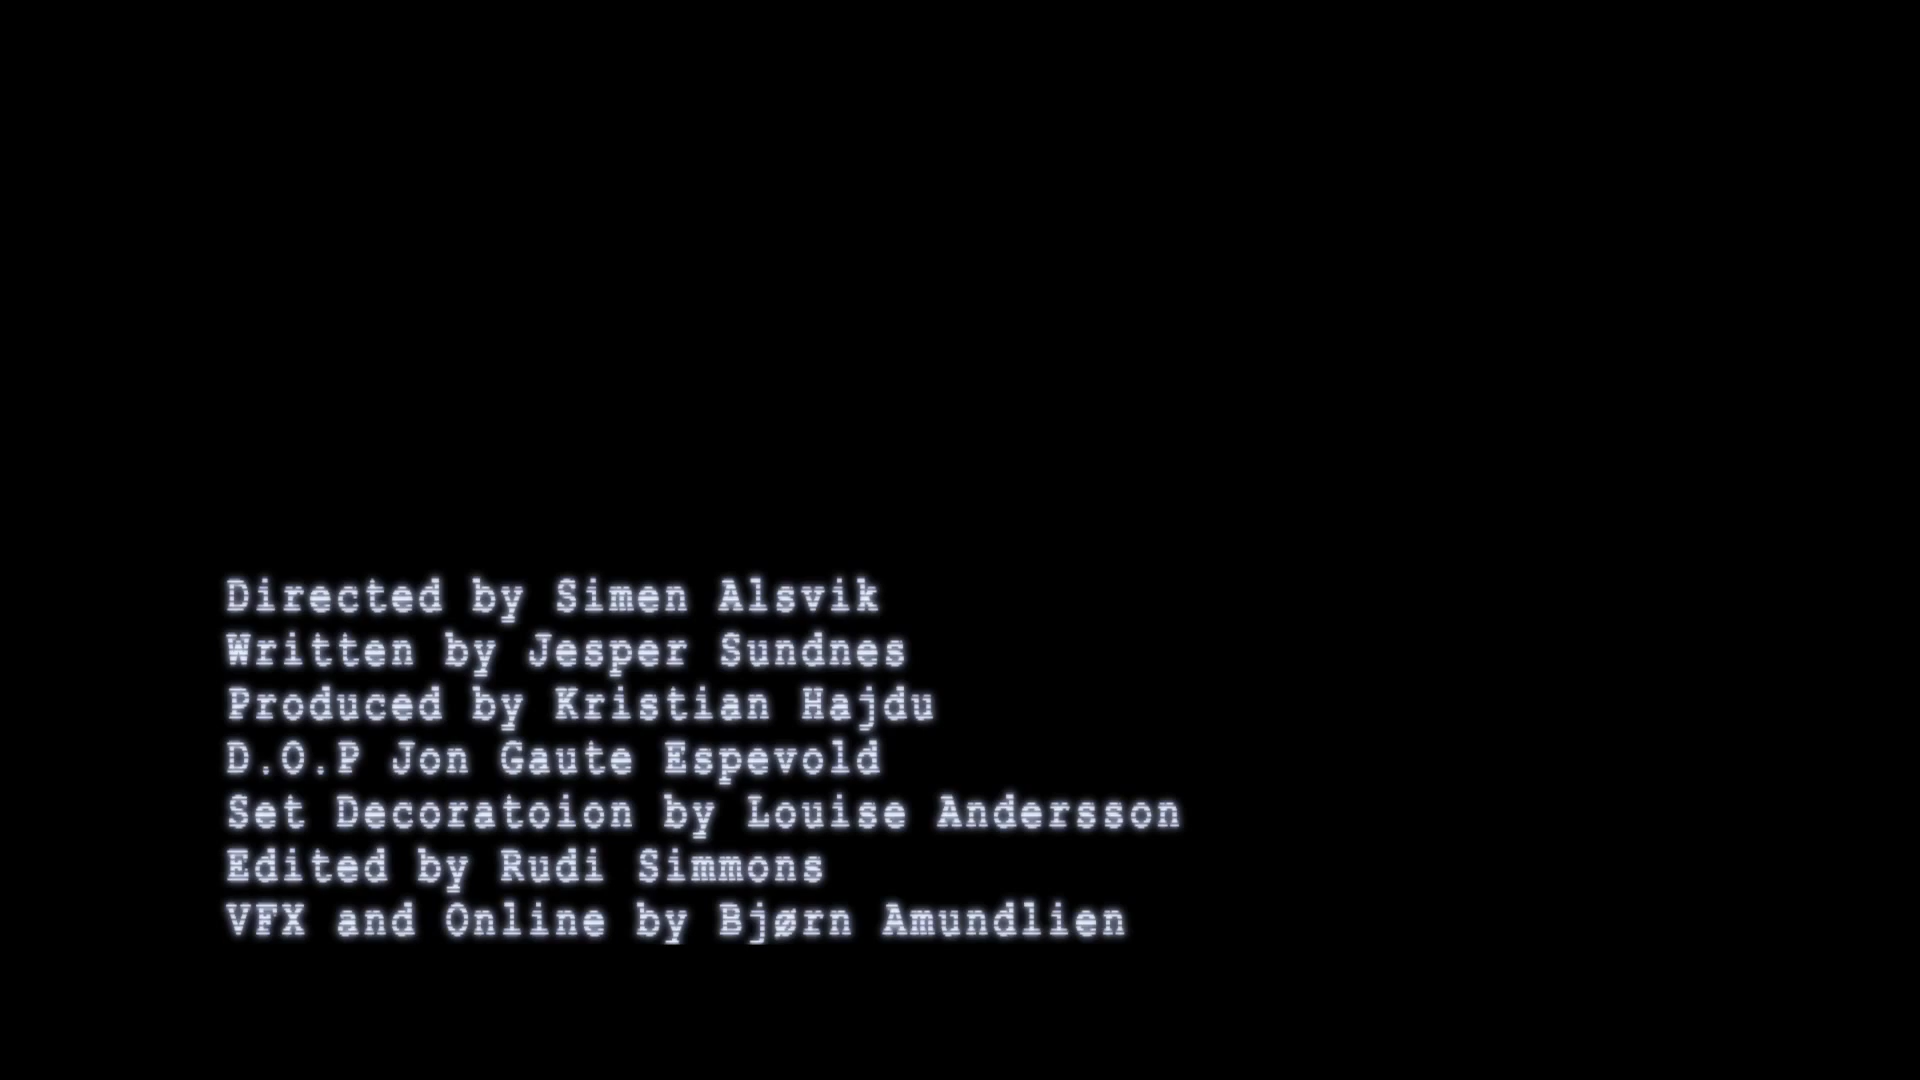 Directed by Simen Alsvik
Written by Jesper Sundnes
Produced by Kristian Hajdu
D.O.P Jon Gaute Espevold
Set Decoratoion by Louise Andersson
Edited by Rudi Simmons
VFX and Online by Bjørn Amundlien